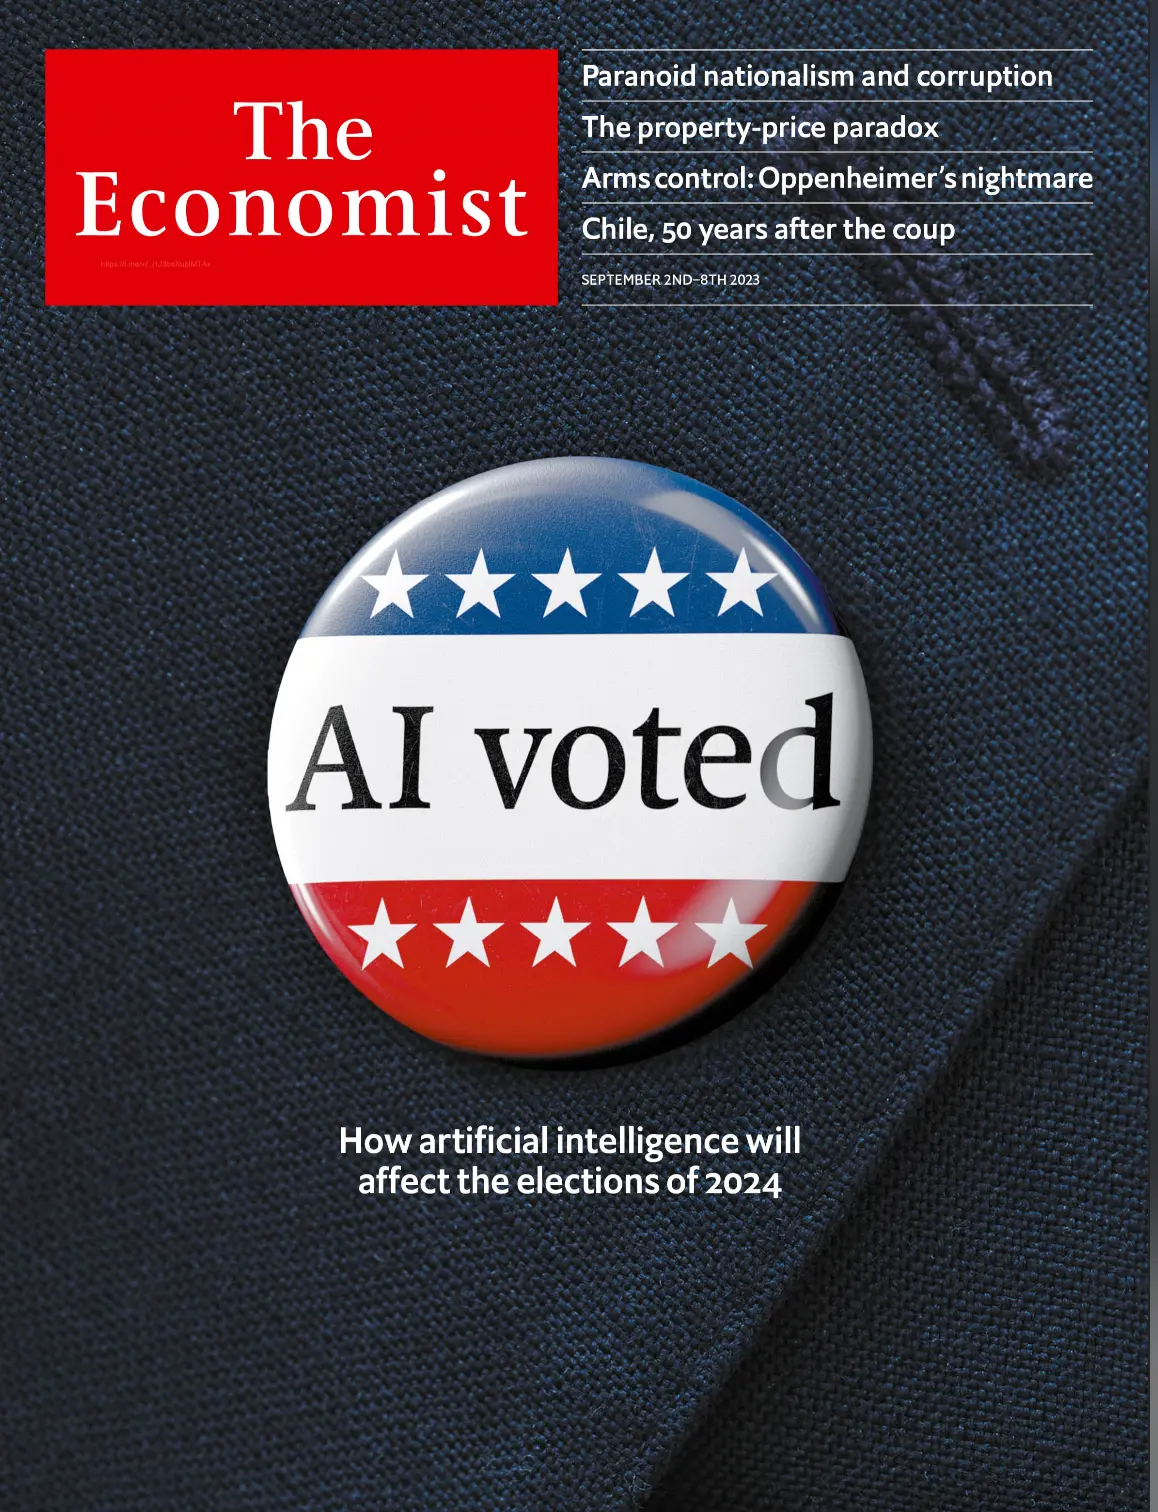 The
Economist
Paranoid nationalism and corruption
The property-price paradox
Arms control: Oppenheimer's nightmare
Chile, 50 years after the coup
SEPTEMBER 2ND–8TH 2023
AI voted
How artificial intelligence will
affect the elections of 2024